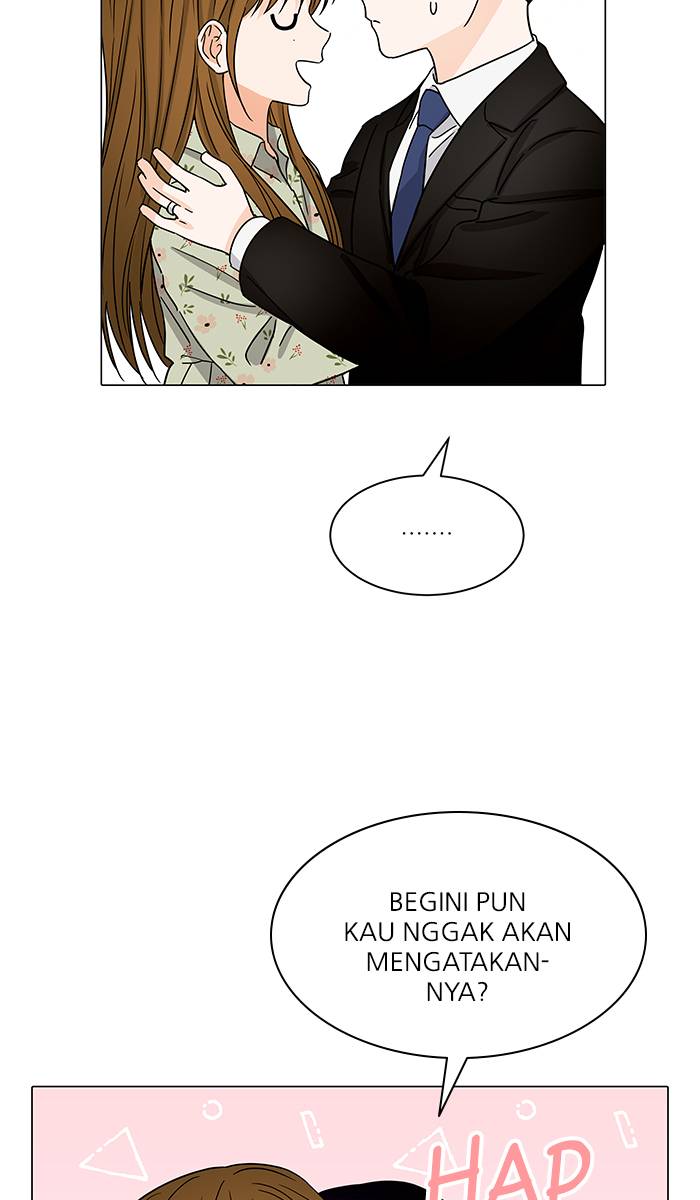 .......
BEGINI PUN
KAU NGGAK AKAN
MENGATAKAN-
NYA?
HAP